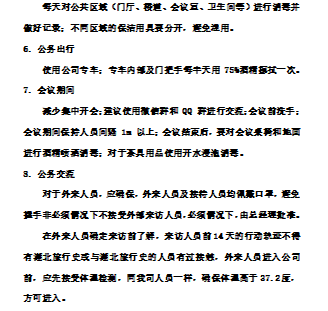 每天对公共区域（门厅、楼道、会议室、卫生间等）进行消毒并
做好记录；不同区域的保洁用具要分开，避免混用。
6. 公务出行
使用公司专车；专车内部及门把手每半天用 75%酒精擦拭一次。
7. 会议期间
减少集中开会；建议使用微信群和 QQ 群进行交流；会议前洗手；
会议期间保持人员间隔 1m 以上；会议结束后，要对会议桌椅和地面
进行酒精喷洒消毒；对于茶具用品使用开水浸泡消毒。
8. 公务交流
对于外来人员，应确保，外来人员及接待人员均佩戴口罩，避免
握手非必须情况下不接受外部来访人员，必须情况下，由总经理批准。
在外来人员确定来访前了解，来访人员前 14 天的行动轨迹不得
有湖北旅行史或与湖北旅行史的人员有过接触，外来人员进入公司
前，应先接受体温检测，同我司人员一样，确保体温高于 37.2 度，
方可进入。